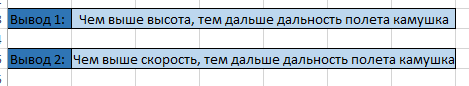 Вывод 1: Чем выше высота, тем дальше дальность полета камушка
Вывод 2: Чем выше скорость, тем дальше дальность полета камушка